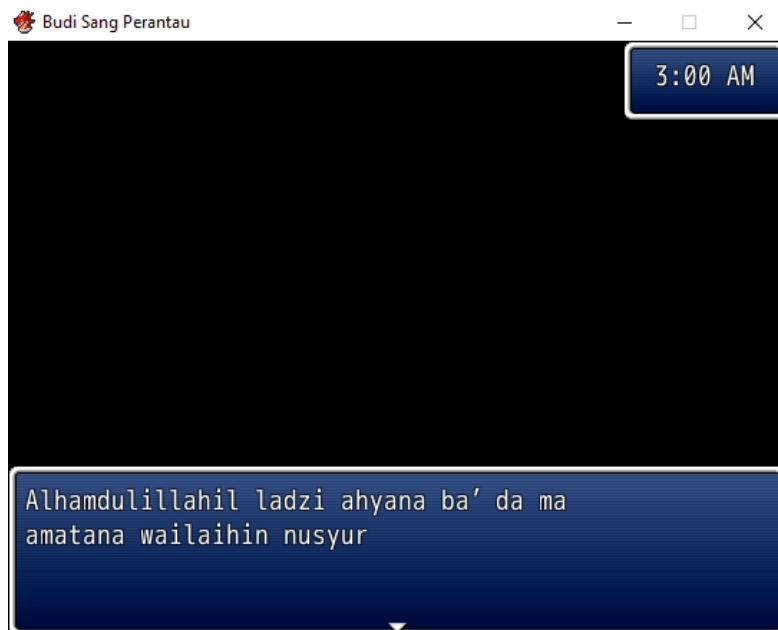 Budi Sang Perantau
3:00 AM
Alhamdulillahil ladzi ahyana ba’ da ma
amatana wailaihin nusyur